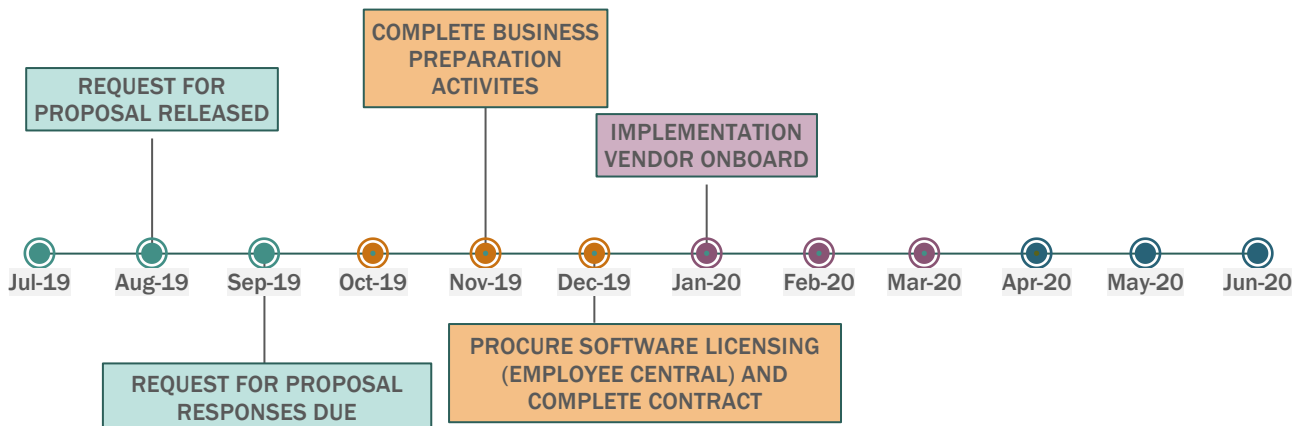 COMPLETE BUSINESS
PREPARATION
ACTIVITES
REQUEST FOR
PROPOSAL RELEASED
IMPLEMENTATION
VENDOR ONBOARD
Jul-19 Aug-19 Sep-19 Oct-19 Nov-19 Dec-19 Jan-20 Feb-20 Mar-20 Apr-20 May-20 Jun-20
PROCURE SOFTWARE LICENSING
(EMPLOYEE CENTRAL) AND
COMPLETE CONTRACT
REQUEST FOR PROPOSAL
RESPONSES DUE